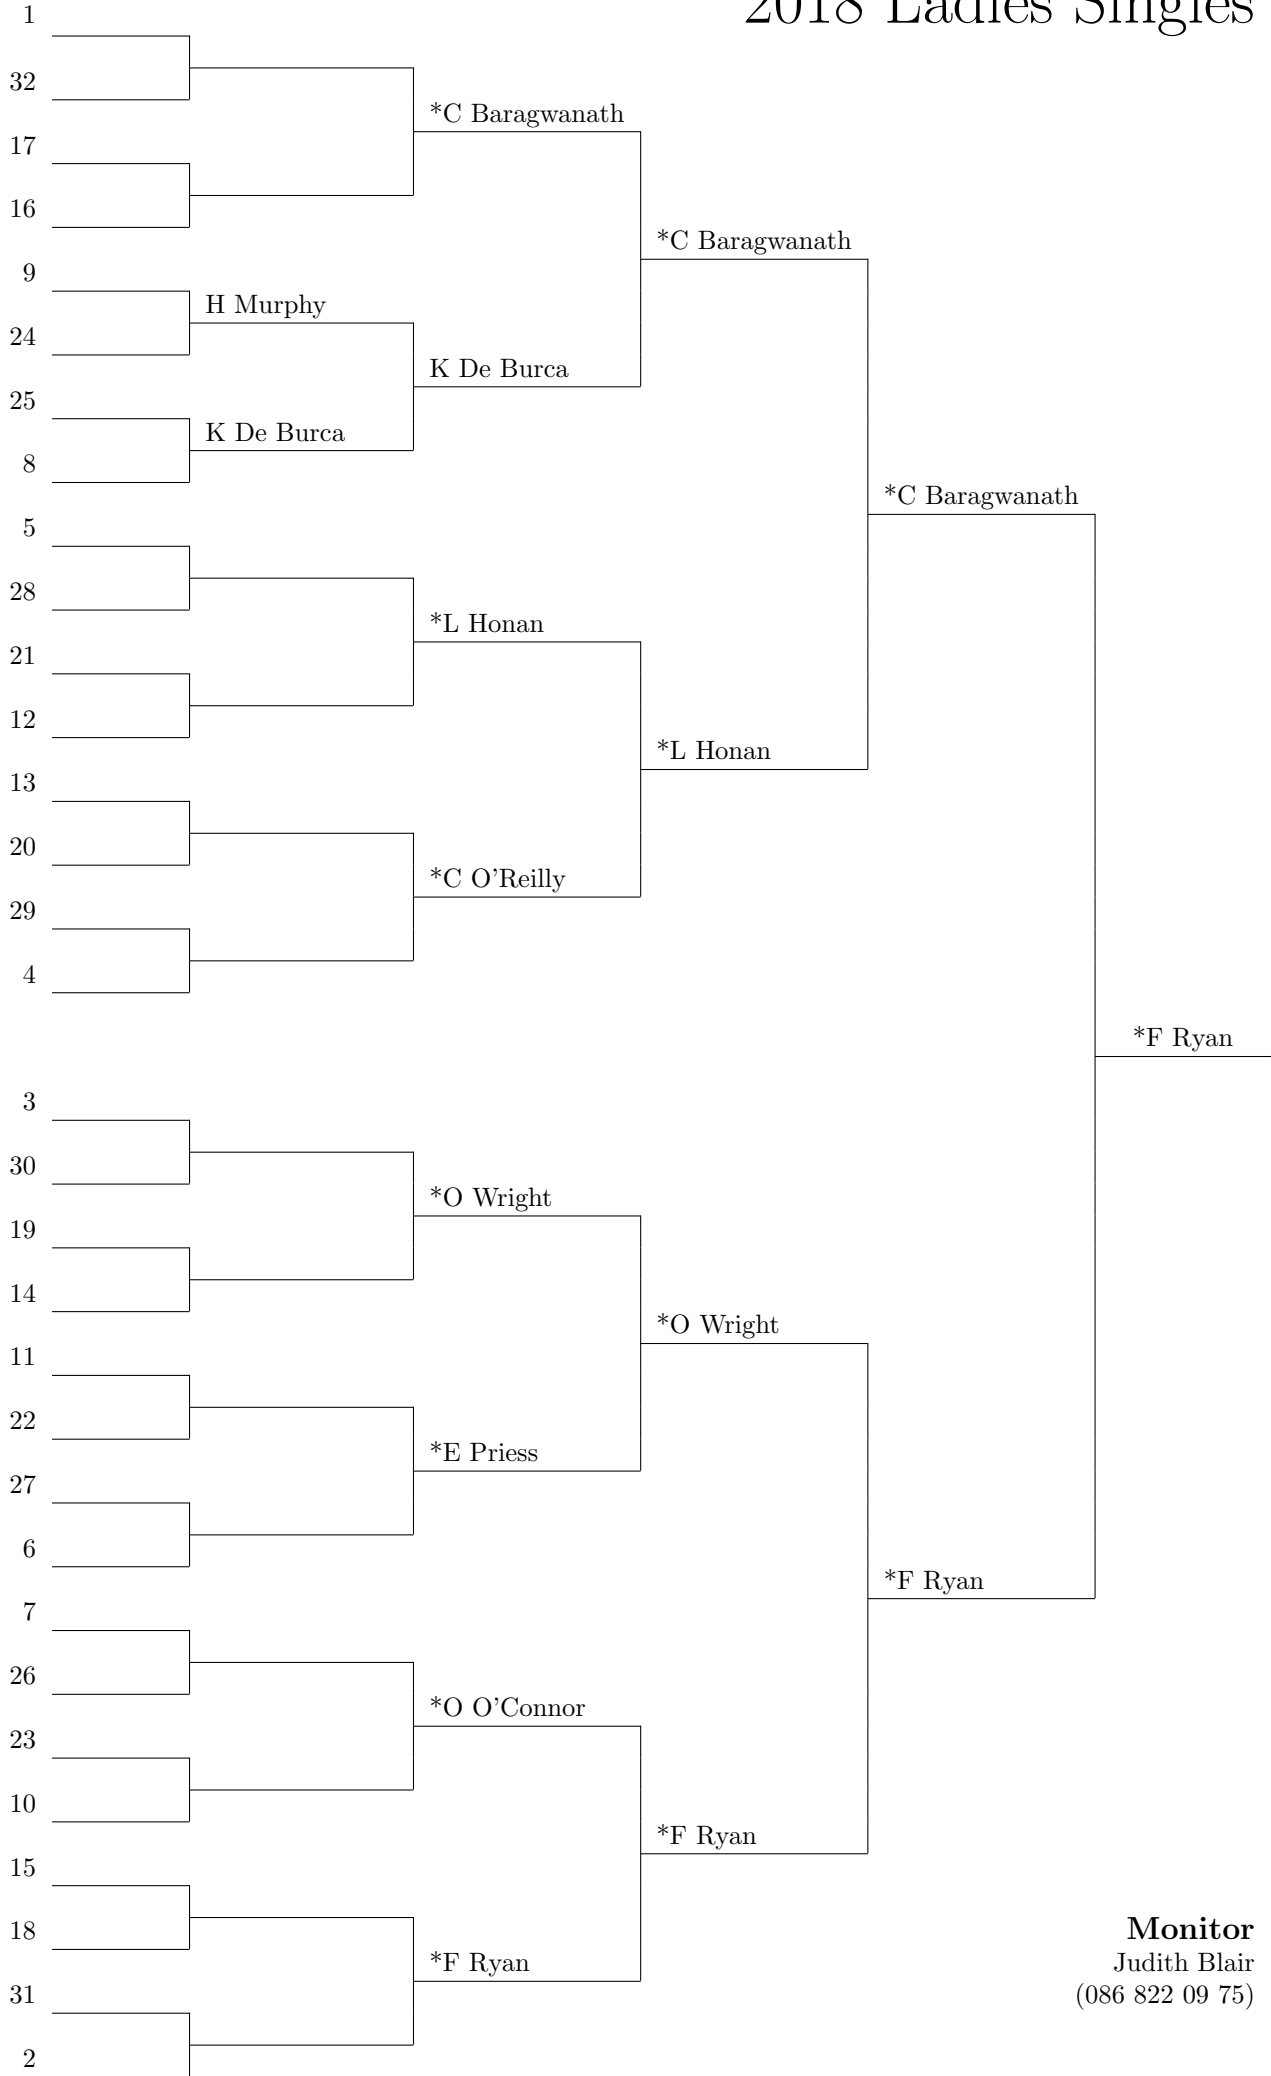 2018 Ladies Singles
1
32
*C Baragwanath
17
16
*C Baragwanath
9
H Murphy
24
K De Burca
25
K De Burca
8
*C Baragwanath
5
28
*L Honan
21
12
*L Honan
13
20
*C O'Reilly
29
4
*F Ryan
3
30
*O Wright
19
14
*O Wright
11
22
*E Priess
27
6
*F Ryan
7
26
*O O'Connor
23
10
*F Ryan
15
18
*F Ryan
31
2
Monitor
Judith Blair
(086 822 09 75)